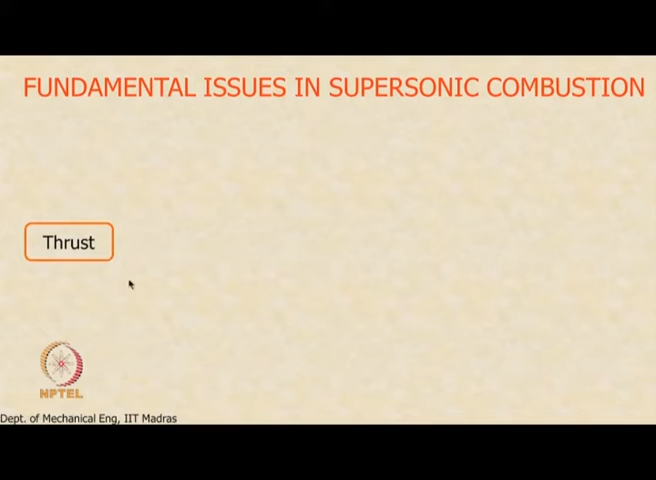 FUNDAMENTAL ISSUES IN SUPERSONIC COMBUSTION
Thrust
NPTEL
Dept. of Mechanical Eng, IIT Madras